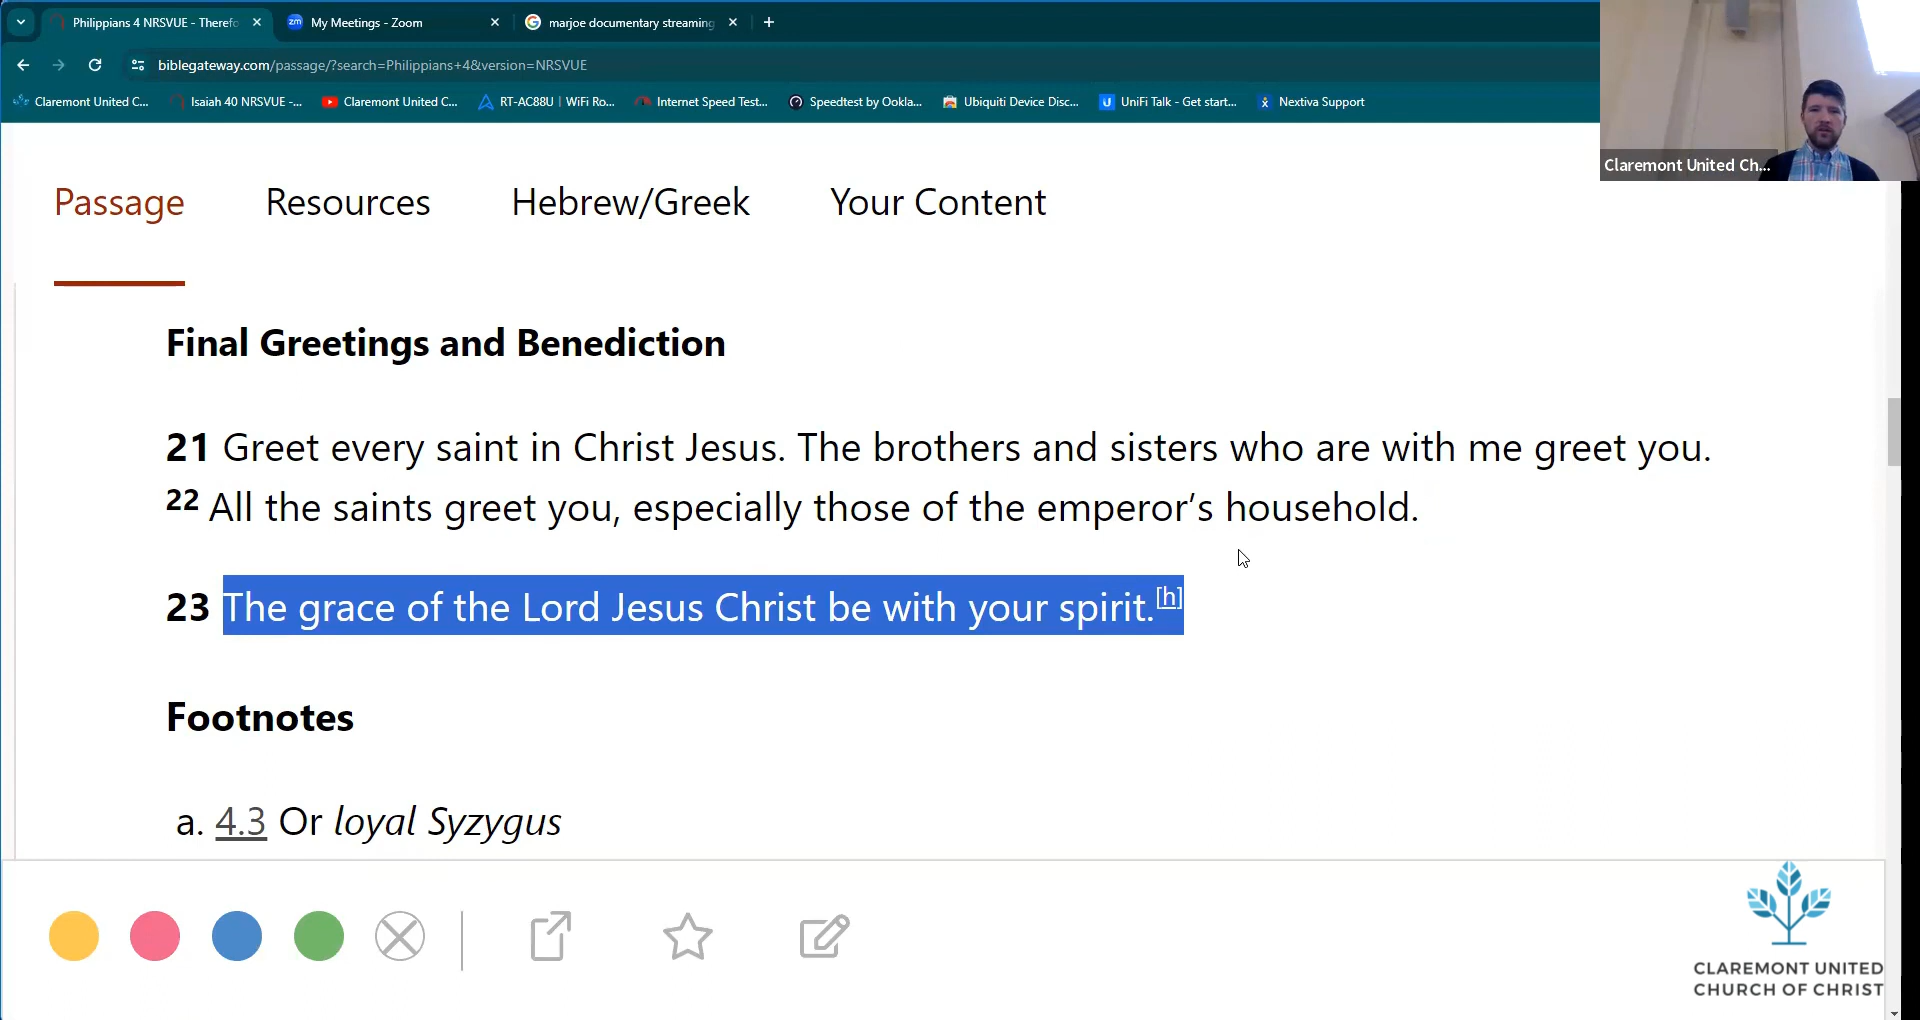 Philippians 4 NRSVUE - Therefo
My Meetings - Zoom
marjoe documentary streaming
biblegateway.com/passage/?search=Philippians+4&version=NRSVUE
Claremont United C...
Isaiah 40 NRSVUE -...
Claremont United C...
RT-AC88U | WiFi Ro...
Internet Speed Test...
Speedtest by Ookla...
Ubiquiti Device Disc...
UniFi Talk - Get start...
Nextiva Support
Claremont United Ch...
Passage
Resources
Hebrew/Greek
Your Content
Final Greetings and Benediction
21 Greet every saint in Christ Jesus. The brothers and sisters who are with me greet you.
22 All the saints greet you, especially those of the emperor’s household.
23 The grace of the Lord Jesus Christ be with your spirit.[h]
Footnotes
a. 4.3 Or loyal Syzygus
CLAREMONT UNITED
CHURCH OF CHRIST